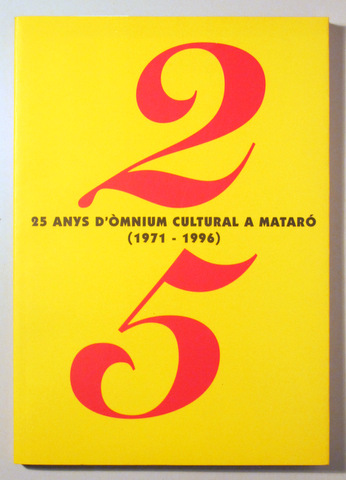 2
25 ANYS D'ÒMNIUM CULTURAL A MATARÓ
(1971 - 1996)
5